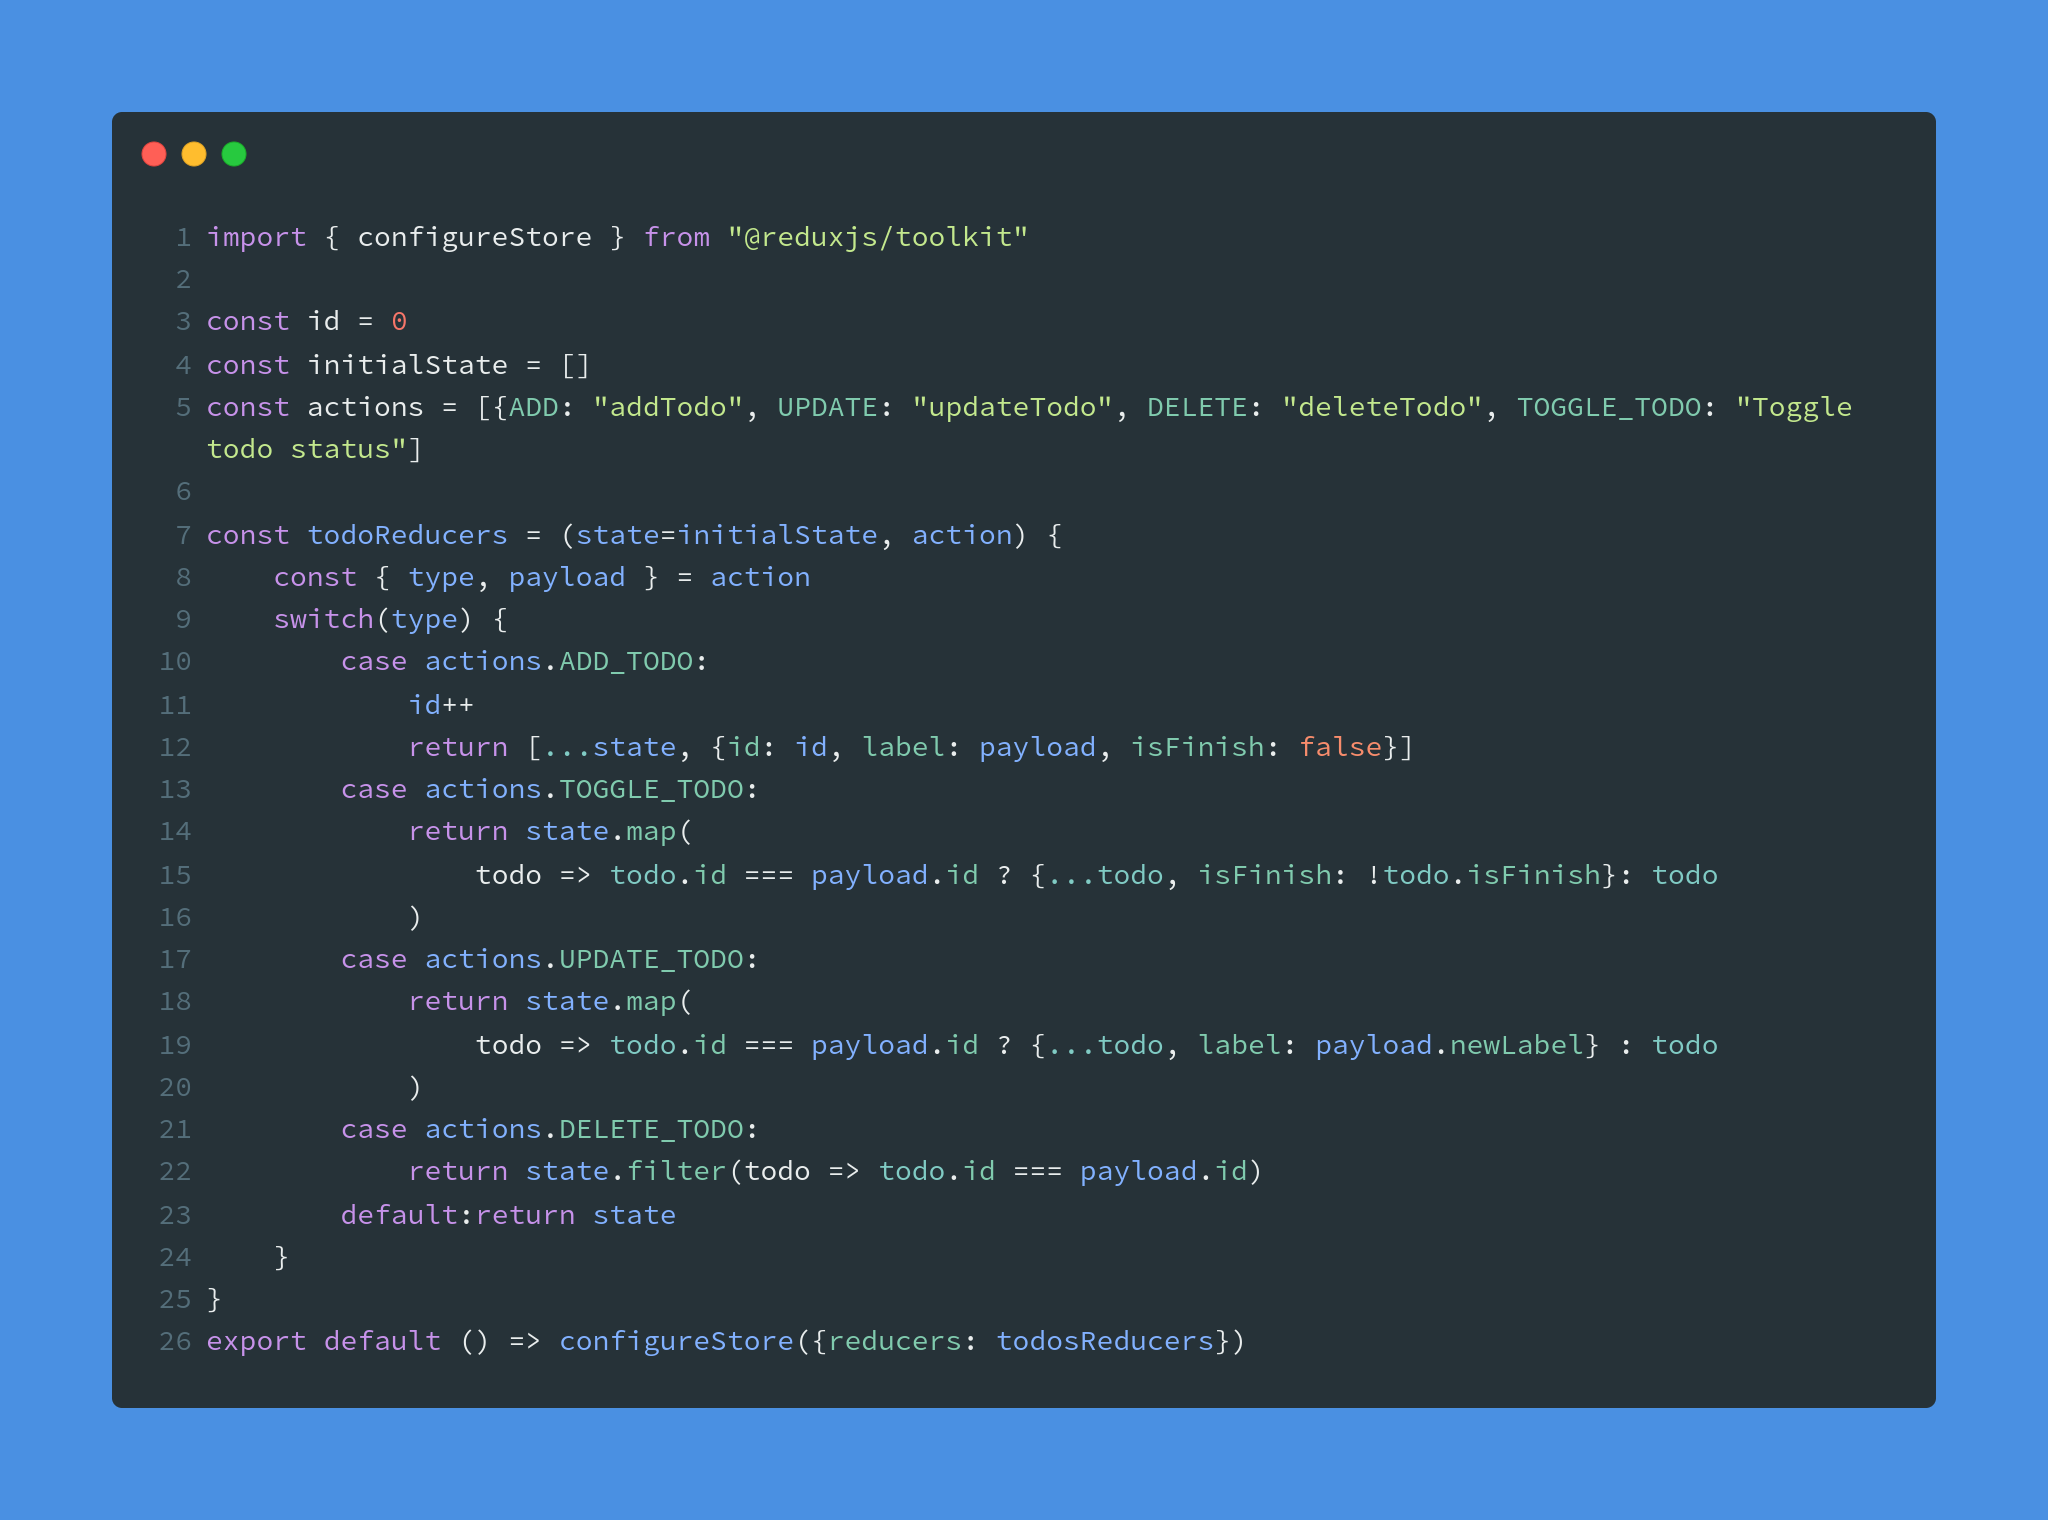 1 import { configureStore } from "@reduxjs/toolkit"
2
3 const id = 0
4 const initialState = []
5 const actions = [{ADD: "addTodo", UPDATE: "updateTodo", DELETE: "deleteTodo", TOGGLE_TODO: "Toggle
todo status"]
6
7 const todoReducers = (state=initialState, action) {
8     const { type, payload } = action
9     switch(type) {
10         case actions.ADD_TODO:
11             id++
12             return [...state, {id: id, label: payload, isFinish: false}]
13         case actions.TOGGLE_TODO:
14             return state.map(
15                 todo => todo.id === payload.id ? {...todo, isFinish: !todo.isFinish}: todo
16             )
17         case actions.UPDATE_TODO:
18             return state.map(
19                 todo => todo.id === payload.id ? {...todo, label: payload.newLabel} : todo
20             )
21         case actions.DELETE_TODO:
22             return state.filter(todo => todo.id === payload.id)
23         default:return state
24     }
25 }
26 export default () => configureStore({reducers: todosReducers})